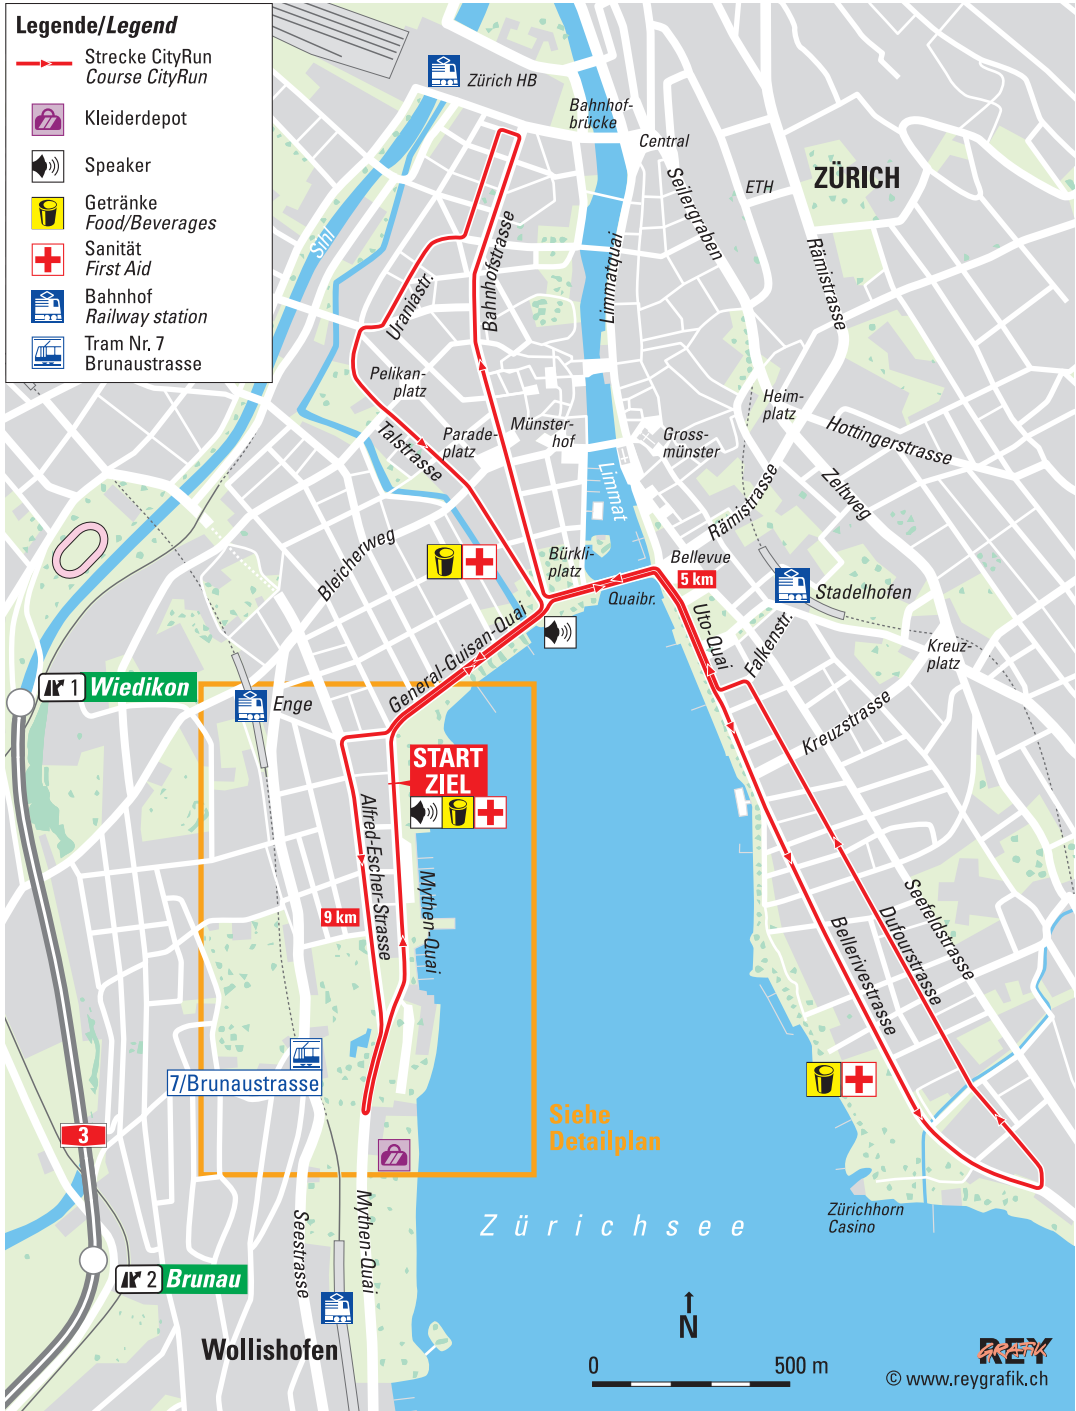 Legende/Legend
Strecke CityRun
Course CityRun
Kleiderdepot
Speaker
Getränke
Food/Beverages
Sanität
First Aid
Bahnhof
Railway station
Tram Nr. 7
Brunaustrasse
Zürich HB
Bahnhof-
brücke
Central
ETH
ZÜRICH
Seilergraben
Rämistrasse
Sihl
Limmatquai
Bahnhofstrasse
Uraniastr.
Pelikan-
platz
Talstrasse
Parade-
platz
Münster-
hof
Gross-
münster
Heim-
platz
Hottingerstrasse
Zeltweg
Rämistrasse
Limmat
Bleicherweg
Bürkli-
platz
Bellevue
5 km
Quaibr.
Stadelhofen
Uto-Quai
Falkenstr.
Kreuz-
platz
Kreuzstrasse
General-Guisan-Quai
1 Wiedikon
Enge
START
ZIEL
Alfred-Escher-Strasse
Mythen-Quai
9 km
Seefeldstrasse
Dufourstrasse
Bellerivestrasse
7/Brunaustrasse
3
Siehe
Detailplan
Zürichhorn
Casino
Zürichsee
Seestrasse
Mythen-Quai
2 Brunau
Wollishofen
N
0 500 m
REY
GRAFIK
© www.reygrafik.ch